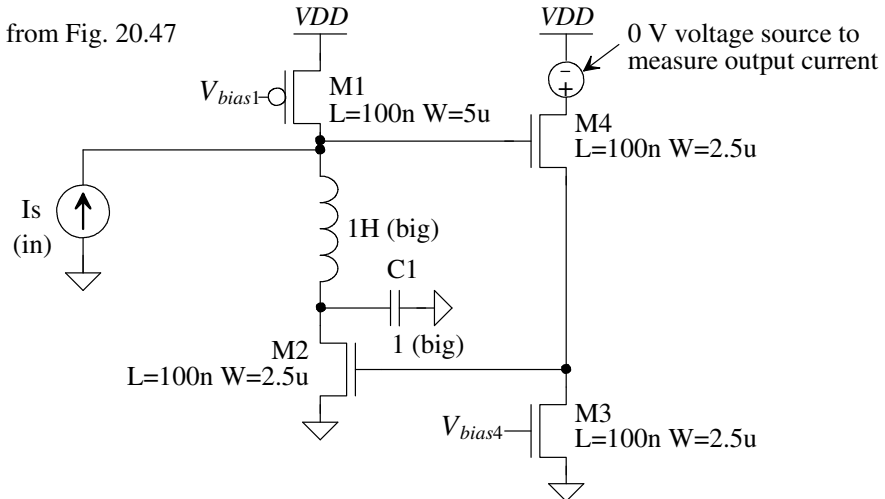 from Fig. 20.47
VDD
VDD
0 V voltage source to
measure output current
-
+
Vbias1
M1
L=100n W=5u
M4
L=100n W=2.5u
Is
(in)
1H (big)
C1
1 (big)
M2
L=100n W=2.5u
M3
L=100n W=2.5u
Vbias4